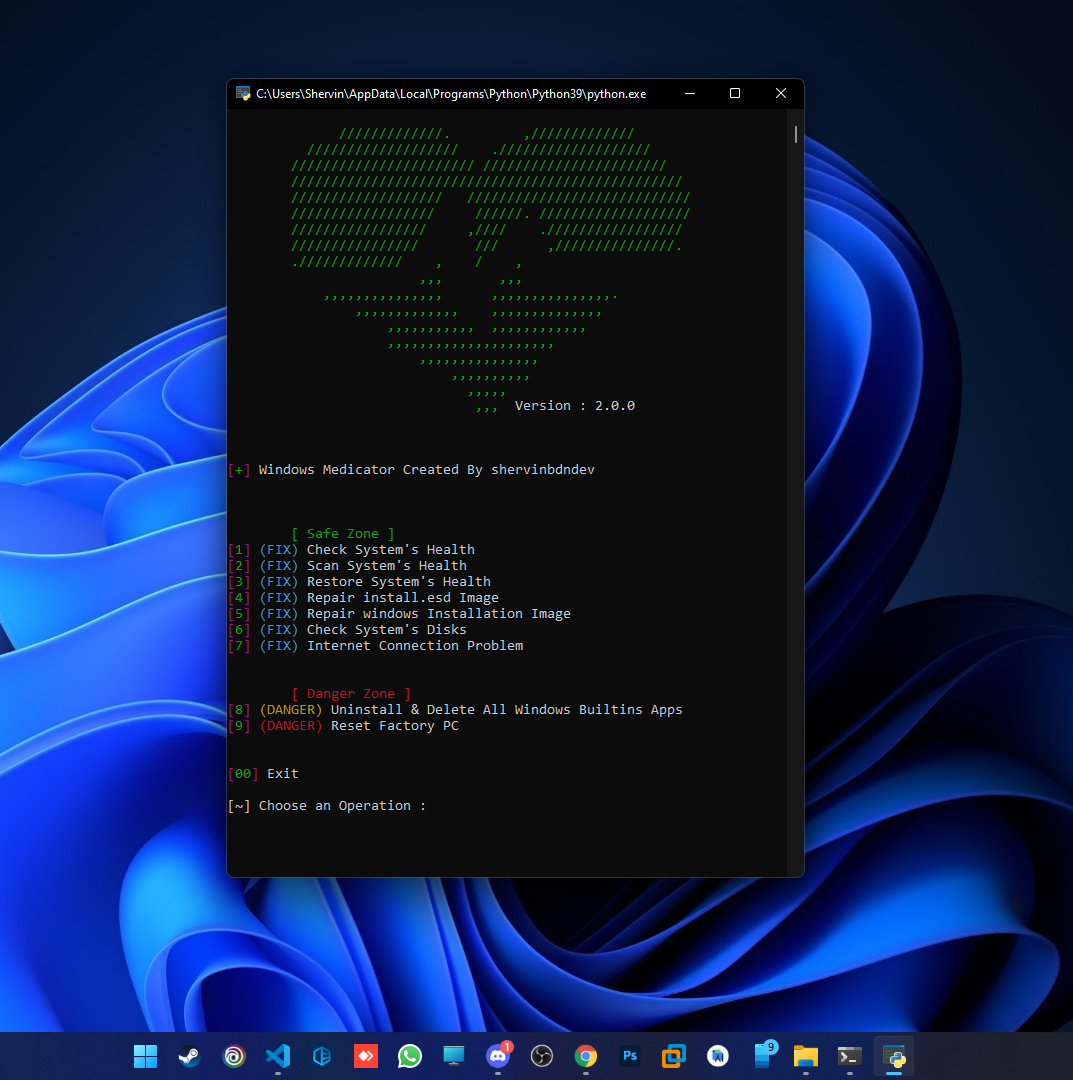 C:\Users\Shervin\AppData\Local\Programs\Python\Python39\python.exe
Version : 2.0.0
[+] Windows Medicator Created By shervinbdndev
[ Safe Zone ]
[1] (FIX) Check System's Health
[2] (FIX) Scan System's Health
[3] (FIX) Restore System's Health
[4] (FIX) Repair install.esd Image
[5] (FIX) Repair windows Installation Image
[6] (FIX) Check System's Disks
[7] (FIX) Internet Connection Problem
[ Danger Zone ]
[8] (DANGER) Uninstall & Delete All Windows Builtins Apps
[9] (DANGER) Reset Factory PC
[00] Exit
[~] Choose an Operation :
1
Ps
9